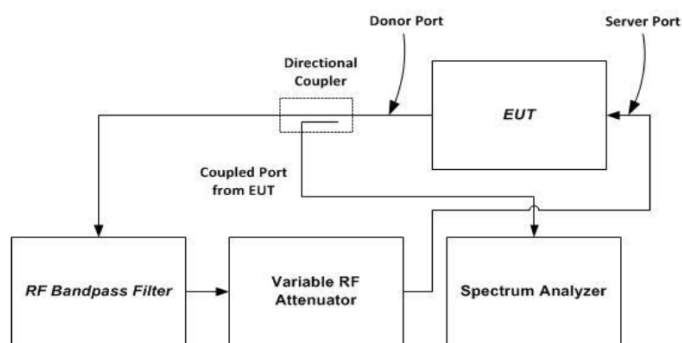 Donor Port
Server Port
Directional
Coupler
EUT
Coupled Port
from EUT
RF Bandpass Filter
Variable RF
Attenuator
Spectrum Analyzer